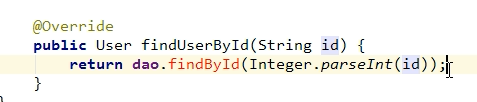 @Override
public User findUserById(String id) {
return dao.findById(Integer.parseInt(id));
}